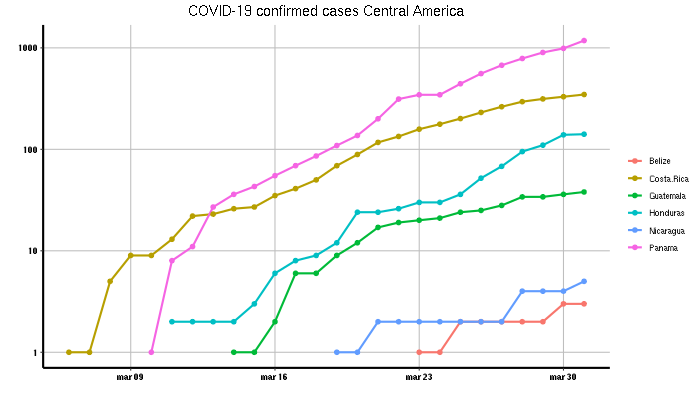 COVID-19 confirmed cases Central America
1000
100
10
1
mar 09
mar 16
mar 23
mar 30
Belize
Costa.Rica
Guatemala
Honduras
Nicaragua
Panama